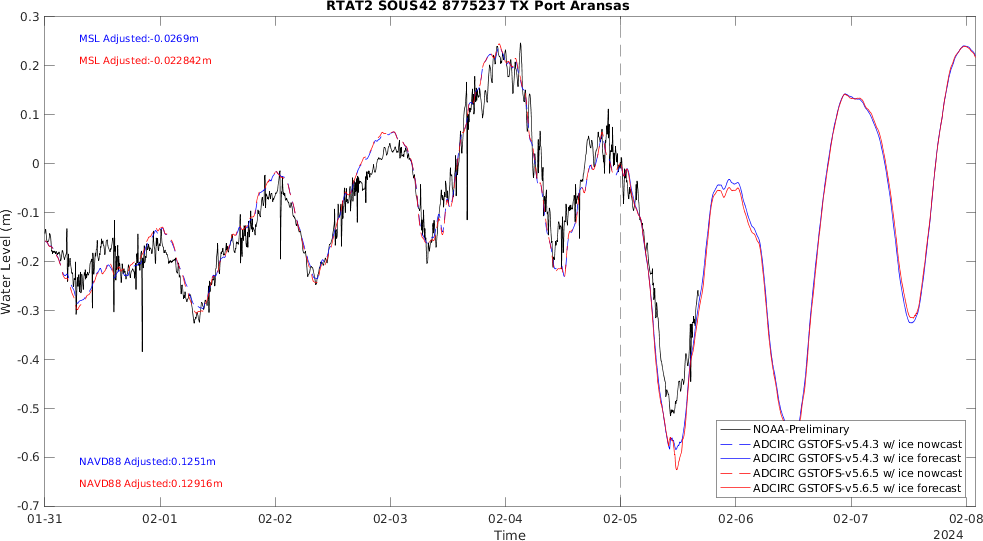 RTAT2 SOUS42 8775237 TX Port Aransas
MSL Adjusted:-0.0269m
MSL Adjusted:-0.022842m
0.3
0.2
0.1
0
-0.1
-0.2
-0.3
-0.4
-0.5
-0.6
-0.7
Water Level (m)
NAVD88 Adjusted:0.1251m
NAVD88 Adjusted:0.12916m
NOAA-Preliminary
ADCIRC GSTOFS-v5.4.3 w/ ice nowcast
ADCIRC GSTOFS-v5.4.3 w/ ice forecast
ADCIRC GSTOFS-v5.6.5 w/ ice nowcast
ADCIRC GSTOFS-v5.6.5 w/ ice forecast
01-31 02-01 02-02 02-03 02-04 02-05 02-06 02-07 02-08
Time
2024